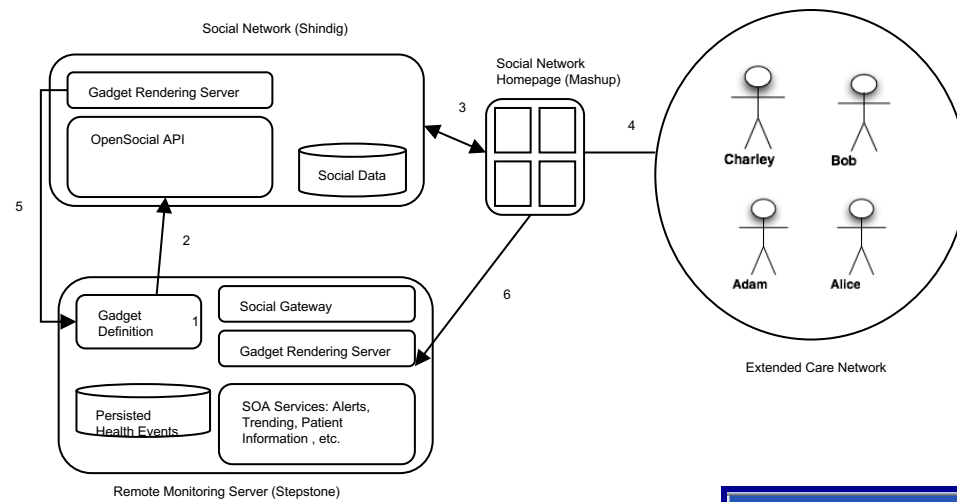 Social Network (Shindig)
Gadget Rendering Server
OpenSocial API
Social Data
Social Network
Homepage (Mashup)
3
4
Charley
Bob
Adam
Alice
Extended Care Network
5
2
6
Gadget
Definition
1
Social Gateway
Gadget Rendering Server
Persisted
Health Events
SOA Services: Alerts,
Trending, Patient
Information , etc.
Remote Monitoring Server (Stepstone)